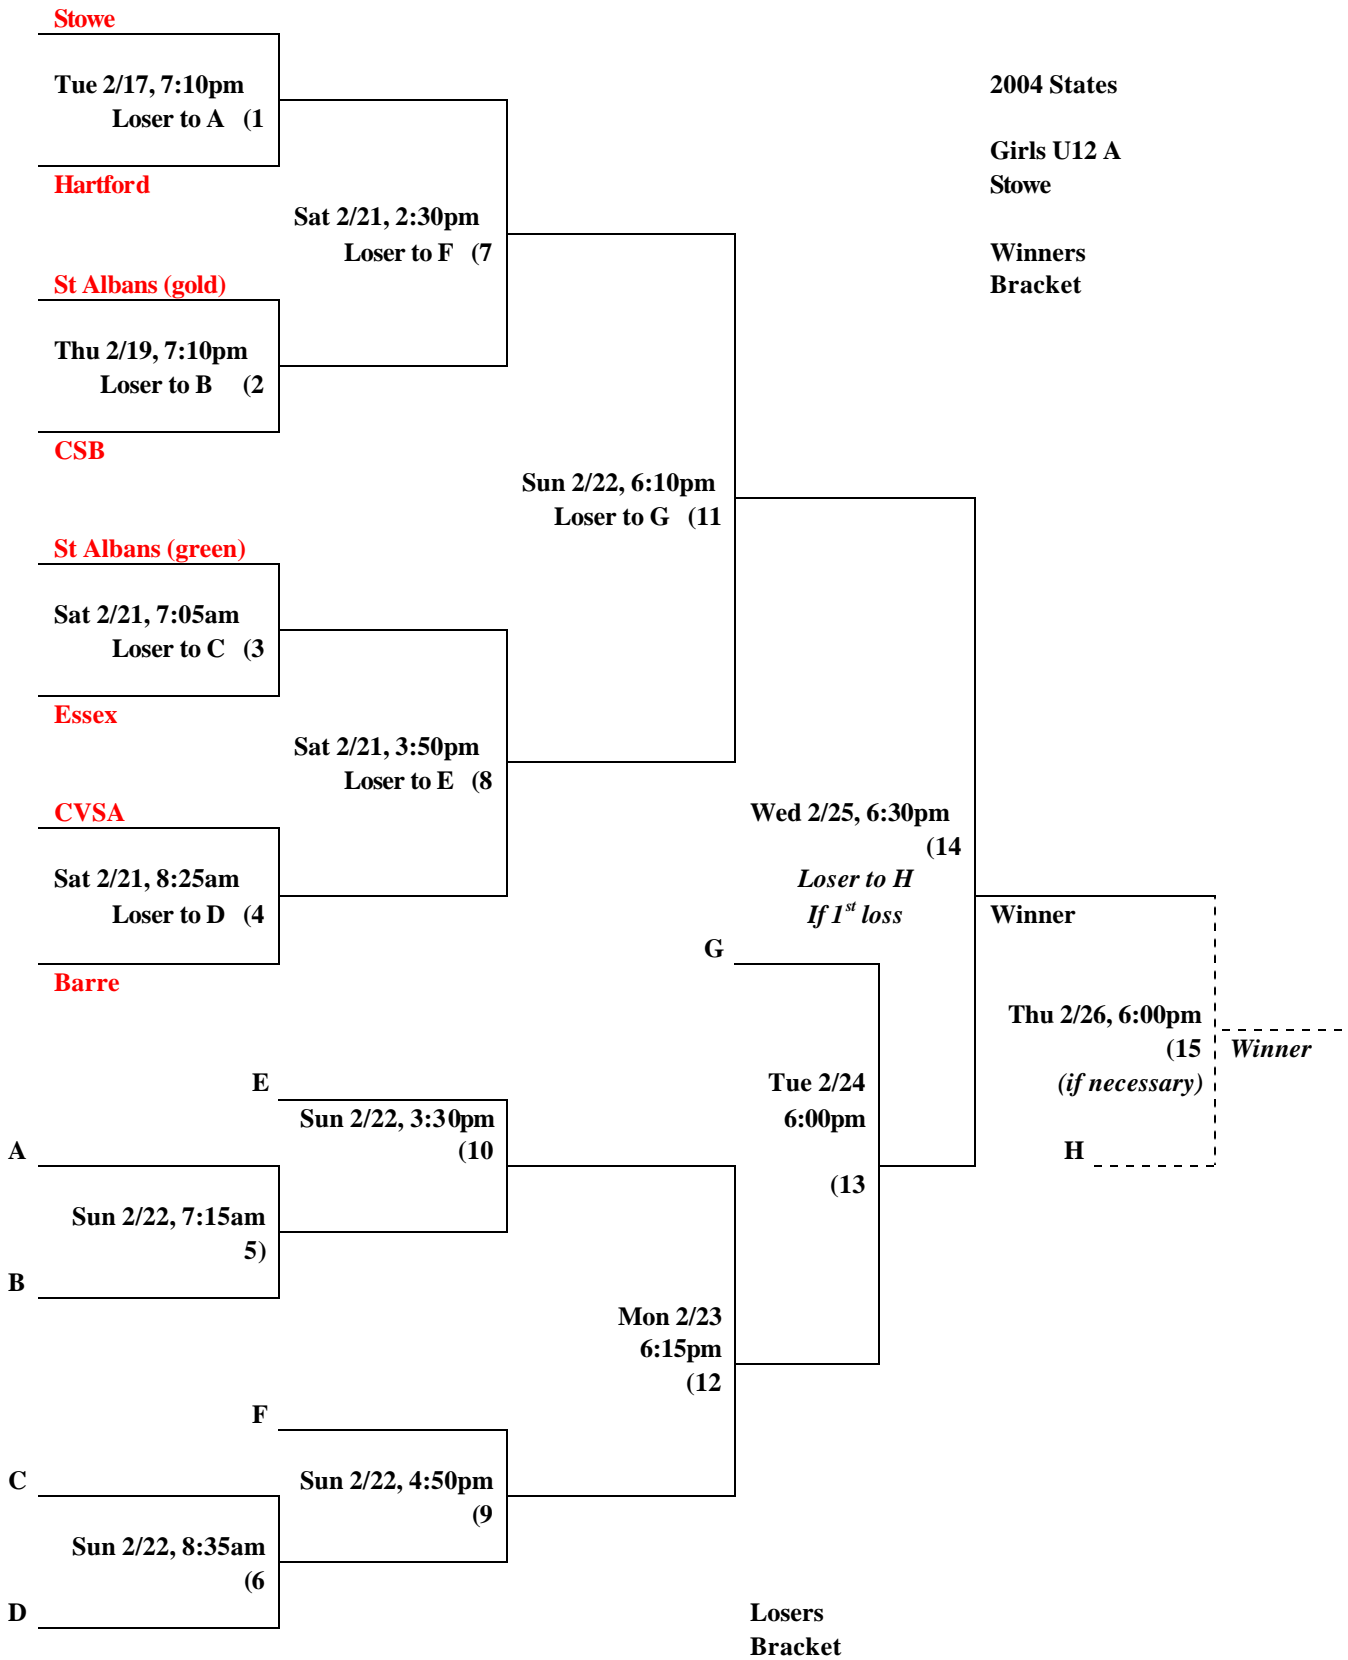 Stowe
Tue 2/17, 7:10pm
Loser to A (1
Hartford
Sat 2/21, 2:30pm
Loser to F (7
St Albans (gold)
Thu 2/19, 7:10pm
Loser to B (2
CSB
2004 States
Girls U12 A
Stowe
Winners
Bracket
Sun 2/22, 6:10pm
Loser to G (11
St Albans (green)
Sat 2/21, 7:05am
Loser to C (3
Essex
Sat 2/21, 3:50pm
Loser to E (8
CVSA
Sat 2/21, 8:25am
Loser to D (4
Barre
Wed 2/25, 6:30pm
(14
Loser to H
If 1st loss
Winner
G
Thu 2/26, 6:00pm
(15
(if necessary)
Winner
H
E
Sun 2/22, 3:30pm
(10
Tue 2/24
6:00pm
(13
A
Sun 2/22, 7:15am
5)
B
Mon 2/23
6:15pm
(12
F
Sun 2/22, 4:50pm
(9
C
Sun 2/22, 8:35am
(6
D
Losers
Bracket